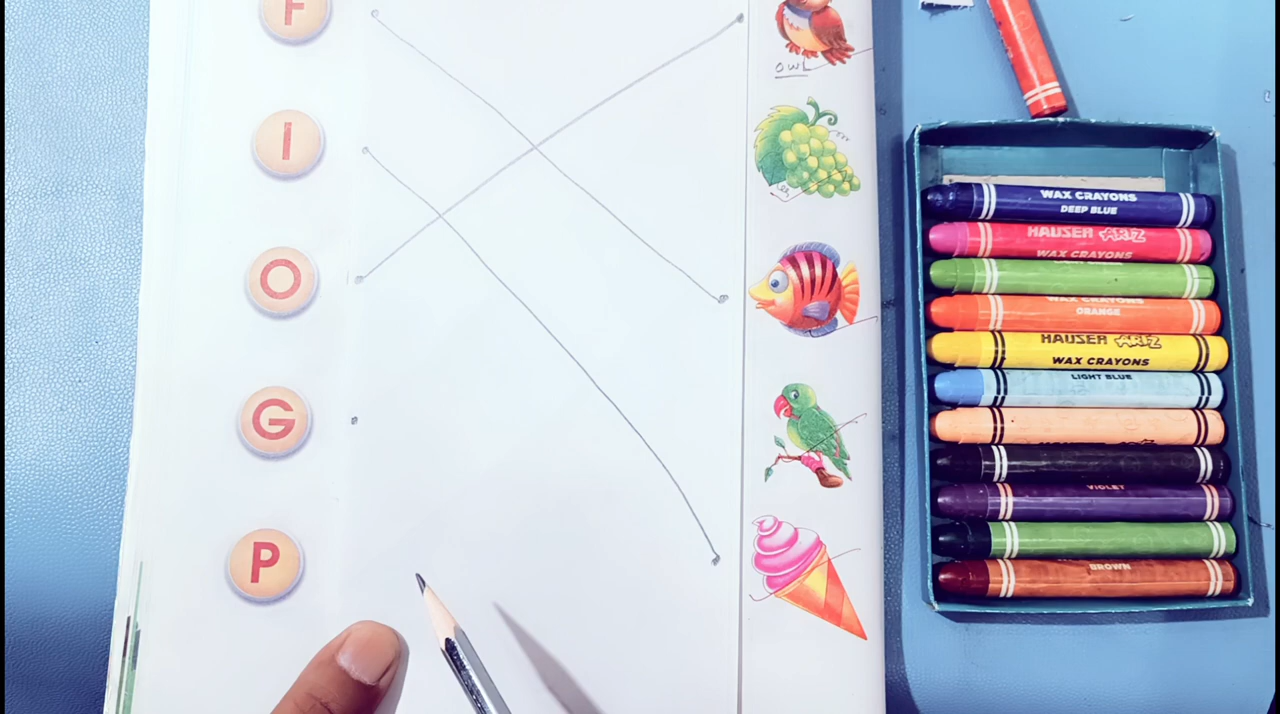 F
OWL
I
O
G
P
WAX CRAYONS
DEEP BLUE
HAUSER ARTZ
WAX CRAYONS
WAX CRAYONS
ORANGE
HAUSER ARTZ
WAX CRAYONS
LIGHT BLUE
VIOLET
BROWN